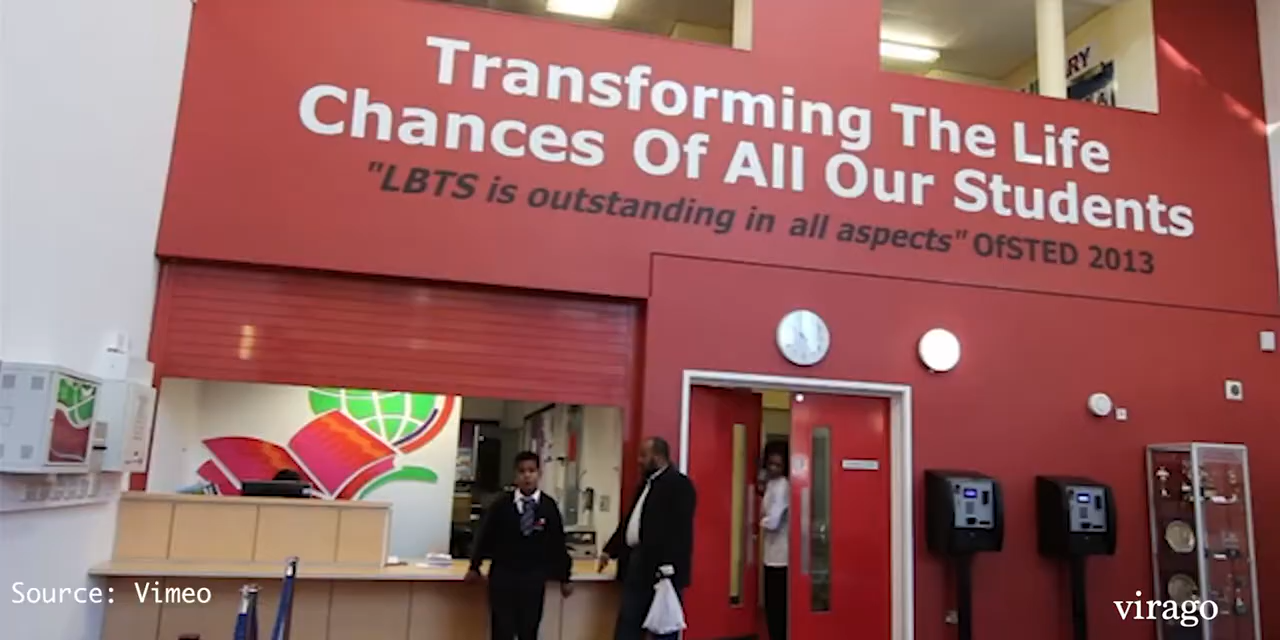 Transforming The Life
Chances Of All Our Students
"LBTS is outstanding in all aspects" OfSTED 2013
Source: Vimeo
virago